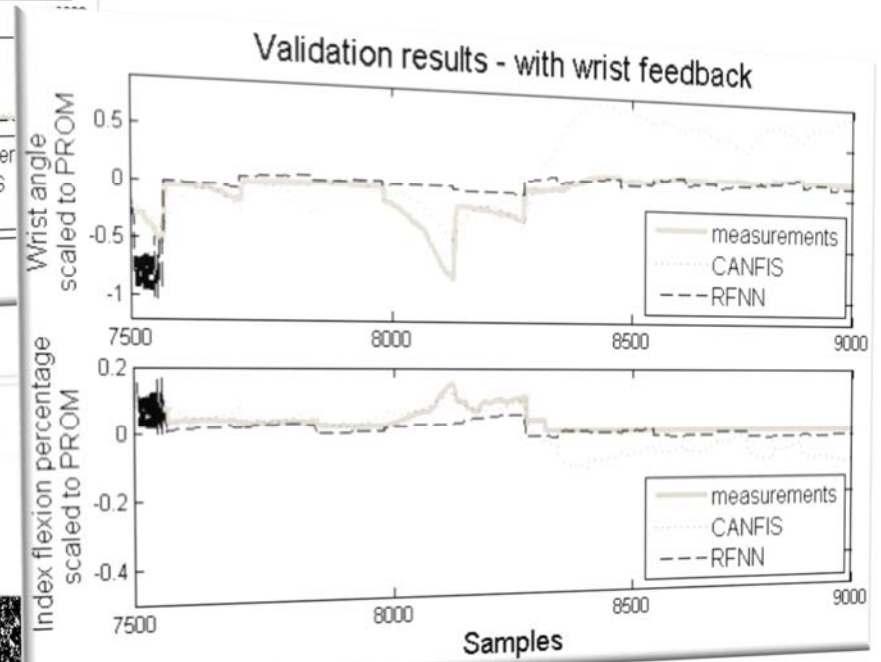 Validation results - with wrist feedback
Wrist angle
scaled to PROM
0.5
0
-0.5
-1
measurements
CANFIS
RFNN
7500
8000
8500
9000
Index flexion percentage
scaled to PROM
0.2
0
-0.2
-0.4
measurements
CANFIS
RFNN
7500
8000
8500
9000
Samples